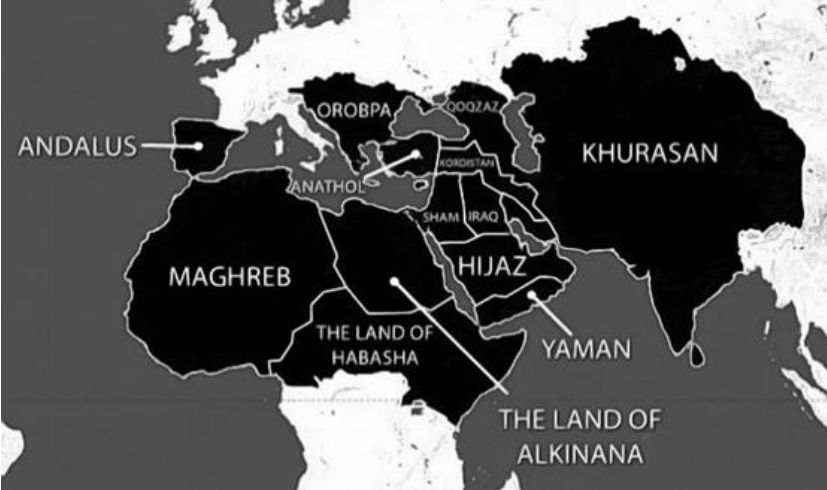 OROBPA
QOQZAZ
ANDALUS
KHURASAN
KORDISTAN
ANATHOL
SHAM
IRAQ
HIJAZ
MAGHREB
THE LAND OF
HABASHA
YAMAN
THE LAND OF
ALKINANA